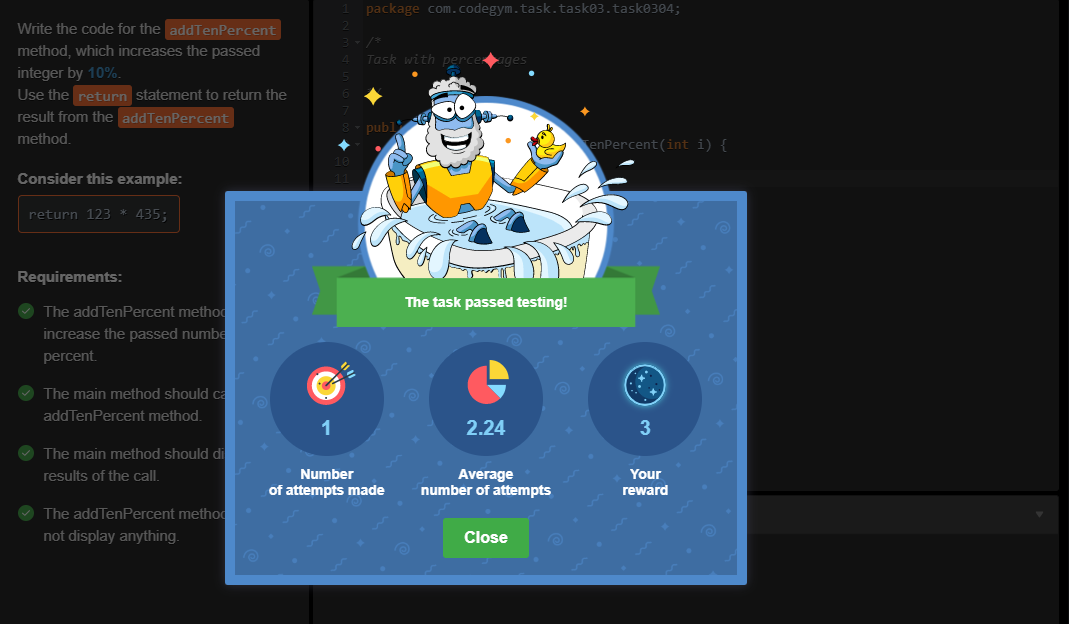 Write the code for the addTenPercent
method, which increases the passed
integer by 10%.
Use the return statement to return the
result from the addTenPercent
method.
Consider this example:
return 123 * 435;
Requirements:
The addTenPercent method
increase the passed numbe
percent.
The main method should ca
addTenPercent method.
The main method should di
results of the call.
The addTenPercent method
not display anything.
1 package com.codegym.task.task03.task0304;
2
3 /*
4 Task with percentages
5
6
7
8 publi
enPercent(int i) {
10
11
The task passed testing!
1
Number
of attempts made
2.24
Average
number of attempts
3
Your
reward
Close